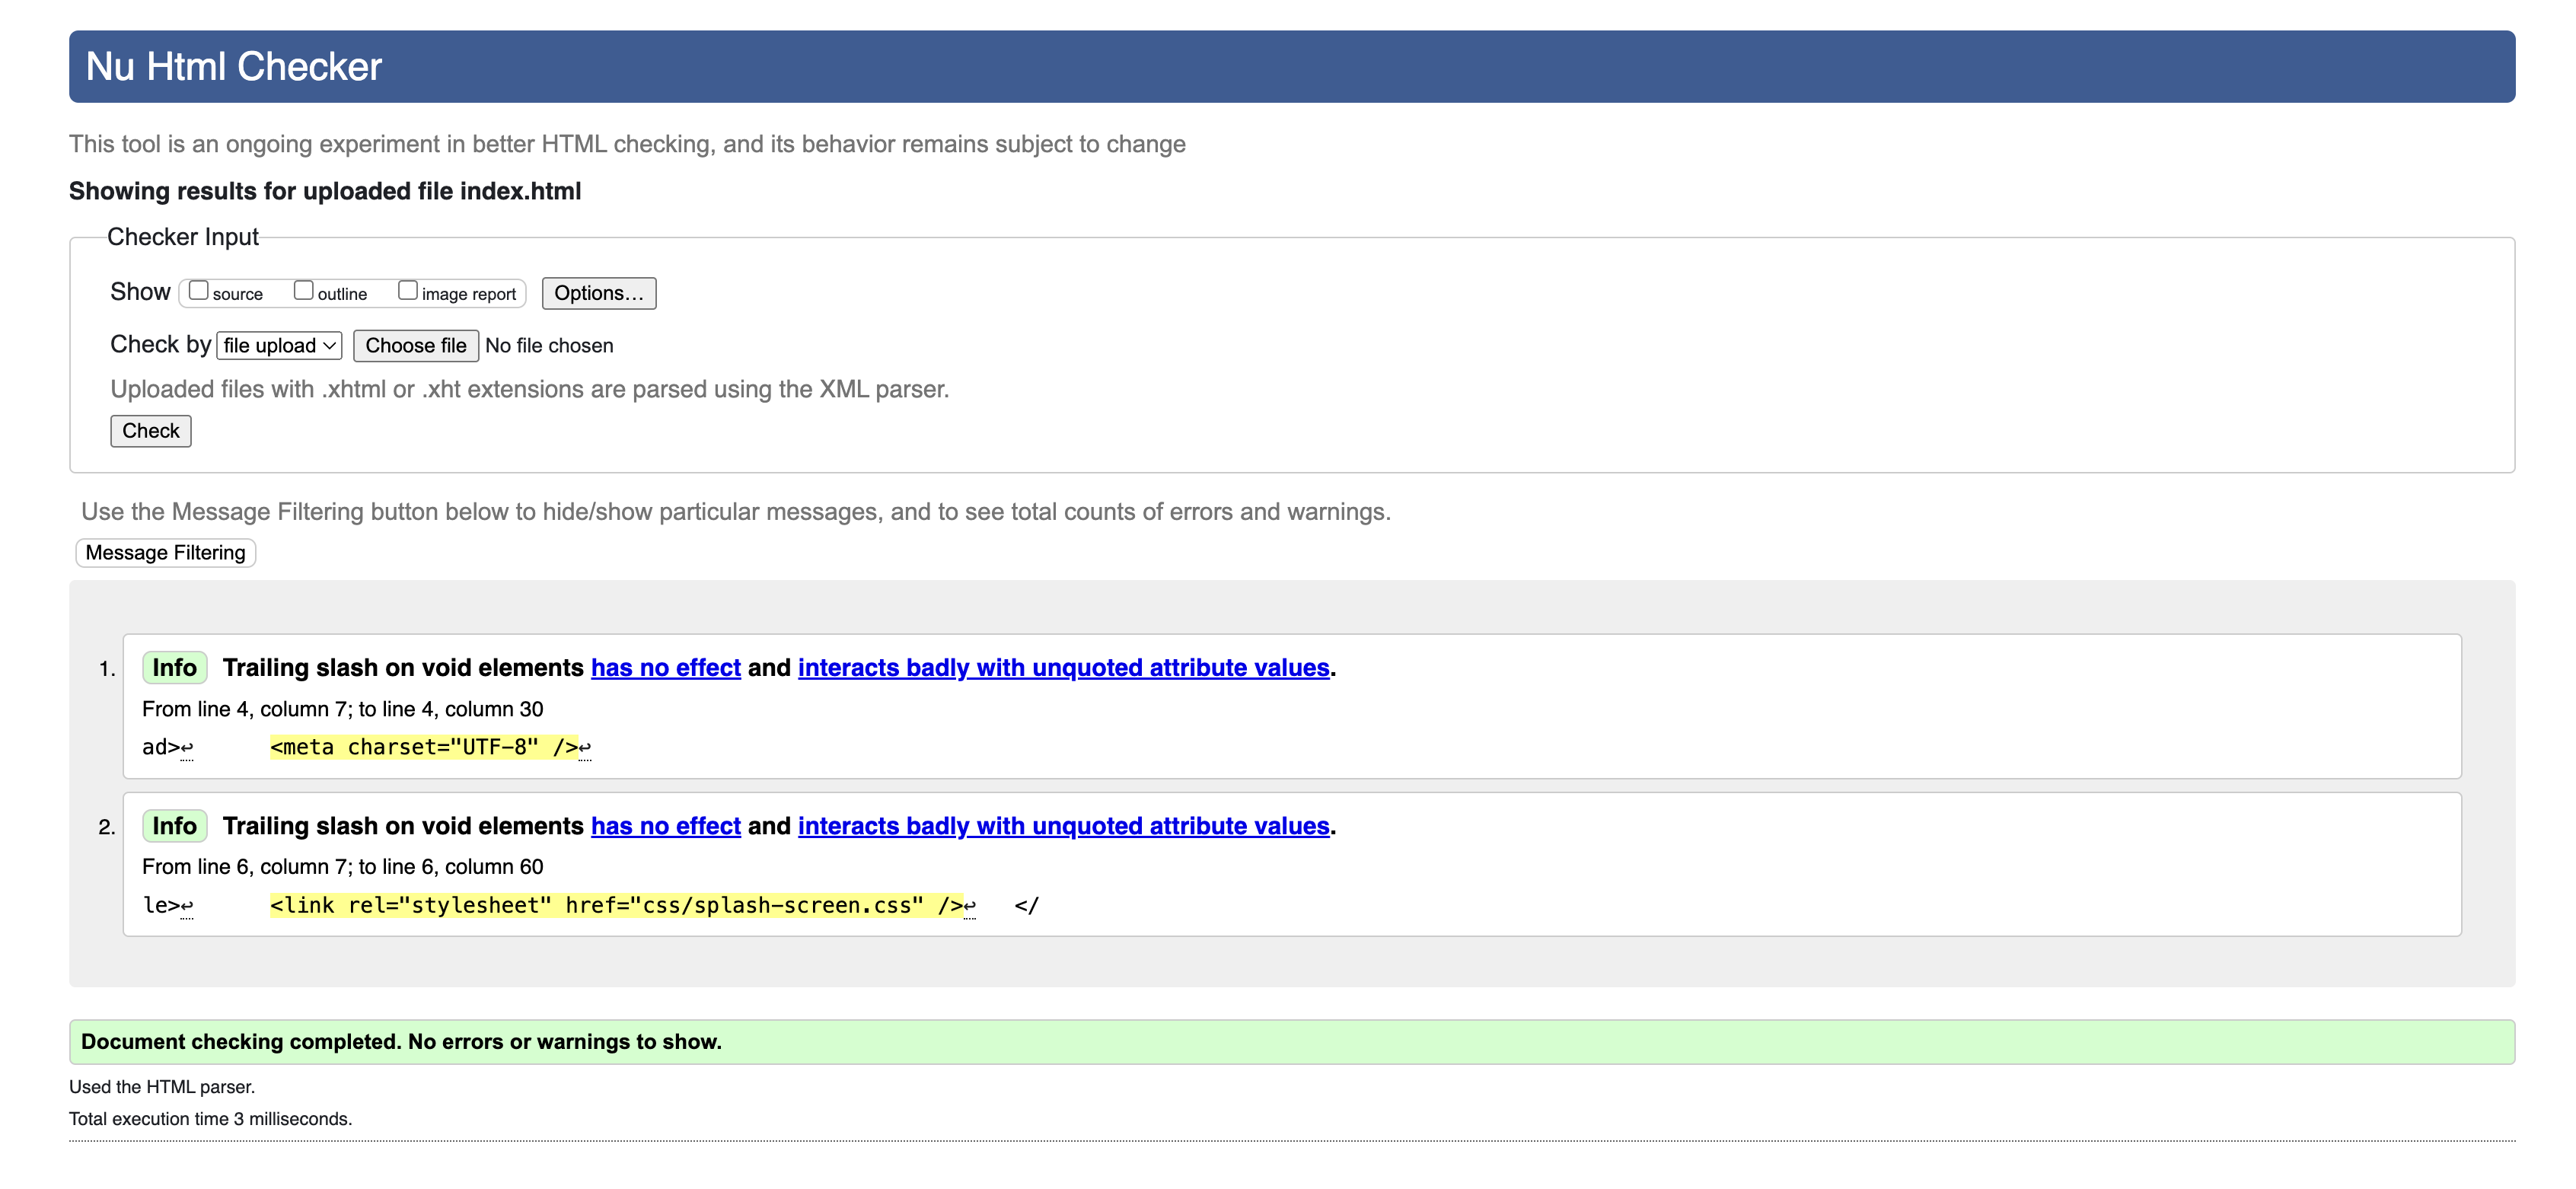 Nu Html Checker
This tool is an ongoing experiment in better HTML checking, and its behavior remains subject to change
Showing results for uploaded file index.html
Checker Input
Show source outline image report Options...
Check by file upload Choose file No file chosen
Uploaded files with .xhtml or .xht extensions are parsed using the XML parser.
Check
Use the Message Filtering button below to hide/show particular messages, and to see total counts of errors and warnings.
Message Filtering
1. Info Trailing slash on void elements has no effect and interacts badly with unquoted attribute values.
From line 4, column 7; to line 4, column 30
ad>↩ <meta charset="UTF-8" />↩
2. Info Trailing slash on void elements has no effect and interacts badly with unquoted attribute values.
From line 6, column 7; to line 6, column 60
le>↩ <link rel="stylesheet" href="css/splash-screen.css" />↩ </
Document checking completed. No errors or warnings to show.
Used the HTML parser.
Total execution time 3 milliseconds.